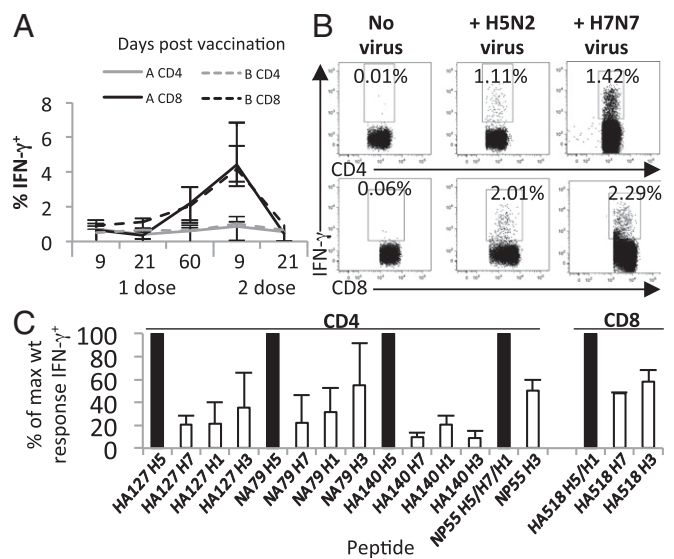 A
Days post vaccination
A CD4
B CD4
A CD8
B CD8
% IFN-γ+
8
6
4
2
0
9
21
60
9
21
1 dose
2 dose
B
No virus
+ H5N2 virus
+ H7N7 virus
0.01%
1.11%
1.42%
CD4
0.06%
2.01%
2.29%
IFN-γ
CD8
C
CD4
CD8
% of max wt
response IFN-γ+
100
80
60
40
20
0
HA127 H5
HA127 H7
HA127 H1
HA127 H3
NA79 H5
NA79 H7
NA79 H1
NA79 H3
HA140 H5
HA140 H7
HA140 H1
HA140 H3
NP55 H5/H7/H1
NP55 H3
HA518 H5/H1
HA518 H7
HA518 H3
Peptide